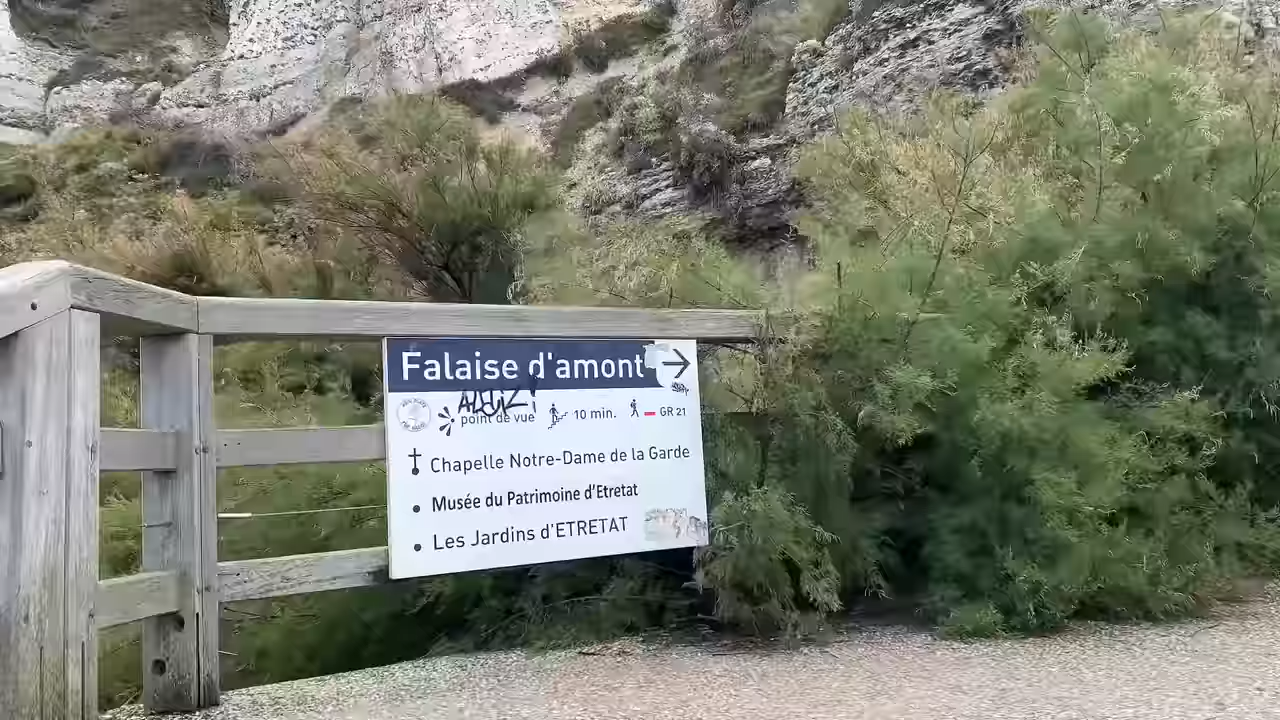 Falaise d'amont
point de vue 10 min. GR 21
Chapelle Notre-Dame de la Garde
Musée du Patrimoine d'Etretat
Les Jardins d'ETRETAT